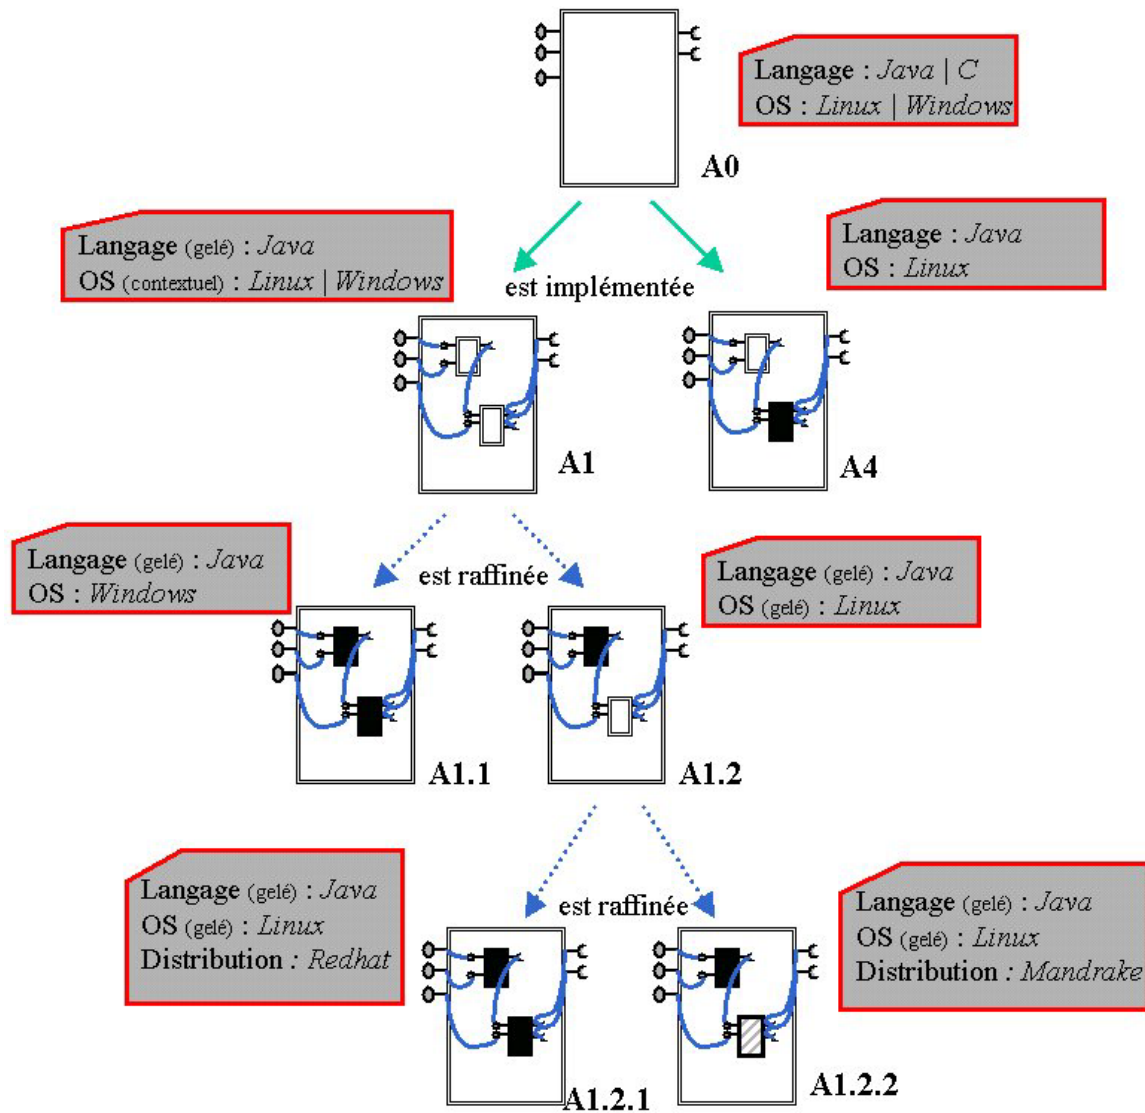 Langage : Java | C
OS : Linux | Windows
A0
Langage (gelé) : Java
OS (contextuel) : Linux | Windows
Langage : Java
OS : Linux
est implémentée
A1
A4
Langage (gelé) : Java
OS : Windows
est raffinée
Langage (gelé) : Java
OS (gelé) : Linux
A1.1
A1.2
Langage (gelé) : Java
OS (gelé) : Linux
Distribution : Redhat
est raffinée
Langage (gelé) : Java
OS (gelé) : Linux
Distribution : Mandrake
A1.2.1
A1.2.2